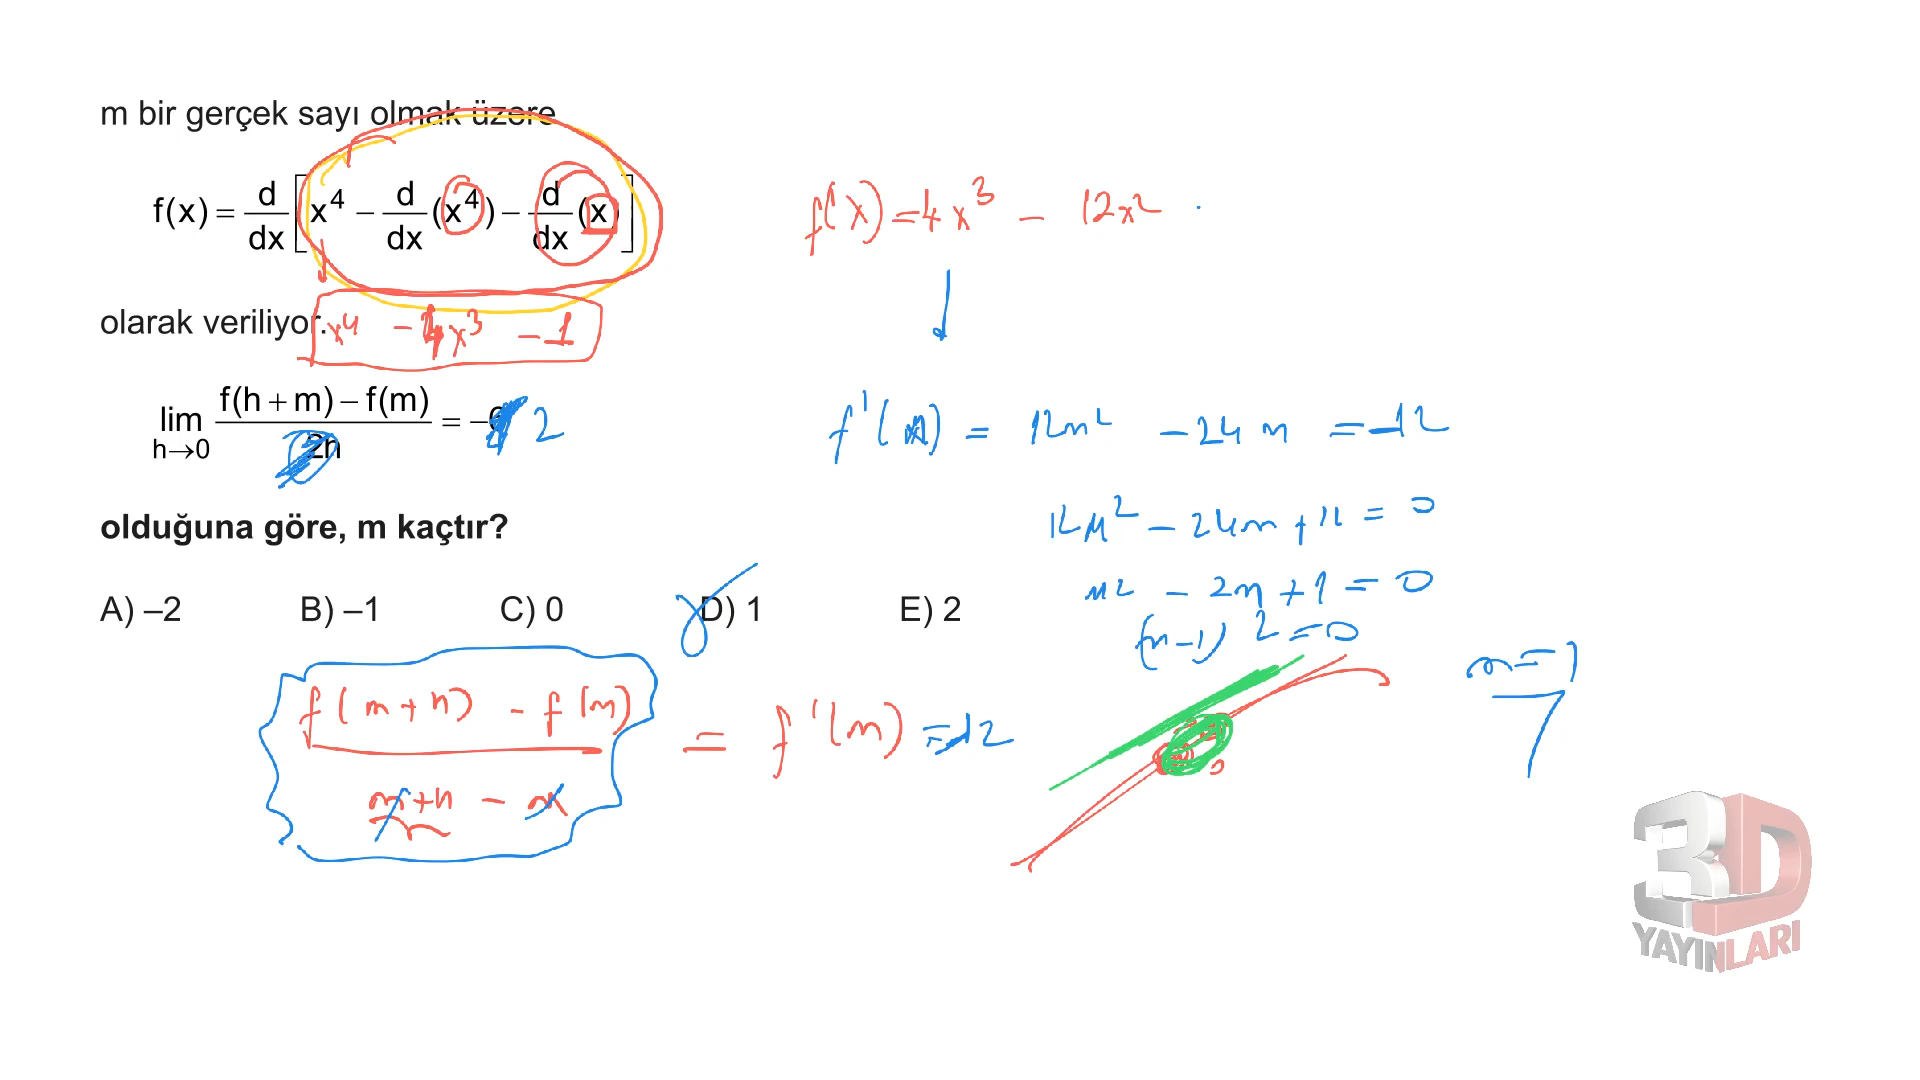 m bir gerçek sayı olmak üzere
f(x) = d/dx [x⁴ − d/dx (x⁴) − d/dx (x)]
f(x) = 4x³ − 12x²
olarak veriliyor.
x⁴ − 4x³ − 1
lim h→0 f(h + m) − f(m) / 2h = −
2
f'(m) = 12m² − 24m = −12
olduğuna göre, m kaçtır?
12m² − 24m + 12 = 0
m² − 2m + 1 = 0
(m − 1)² = 0
A) –2 B) –1 C) 0 D) 1 E) 2
m = 1
f(m + h) − f(m) / m + h − m = f'(m) = −12
3D
YAYINLARI